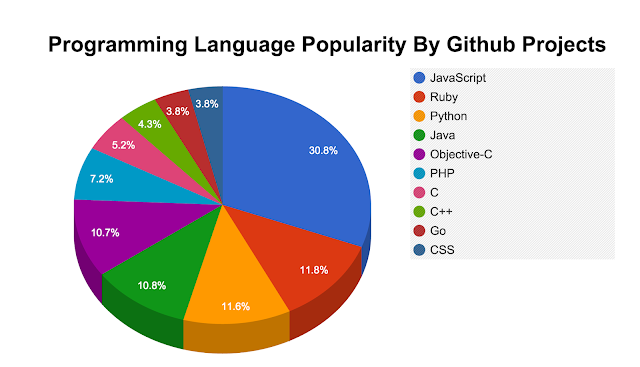 Programming Language Popularity By Github Projects
JavaScript
Ruby
Python
Java
Objective-C
PHP
C
C++
Go
CSS
30.8%
11.8%
11.6%
10.8%
10.7%
7.2%
5.2%
4.3%
3.8%
3.8%